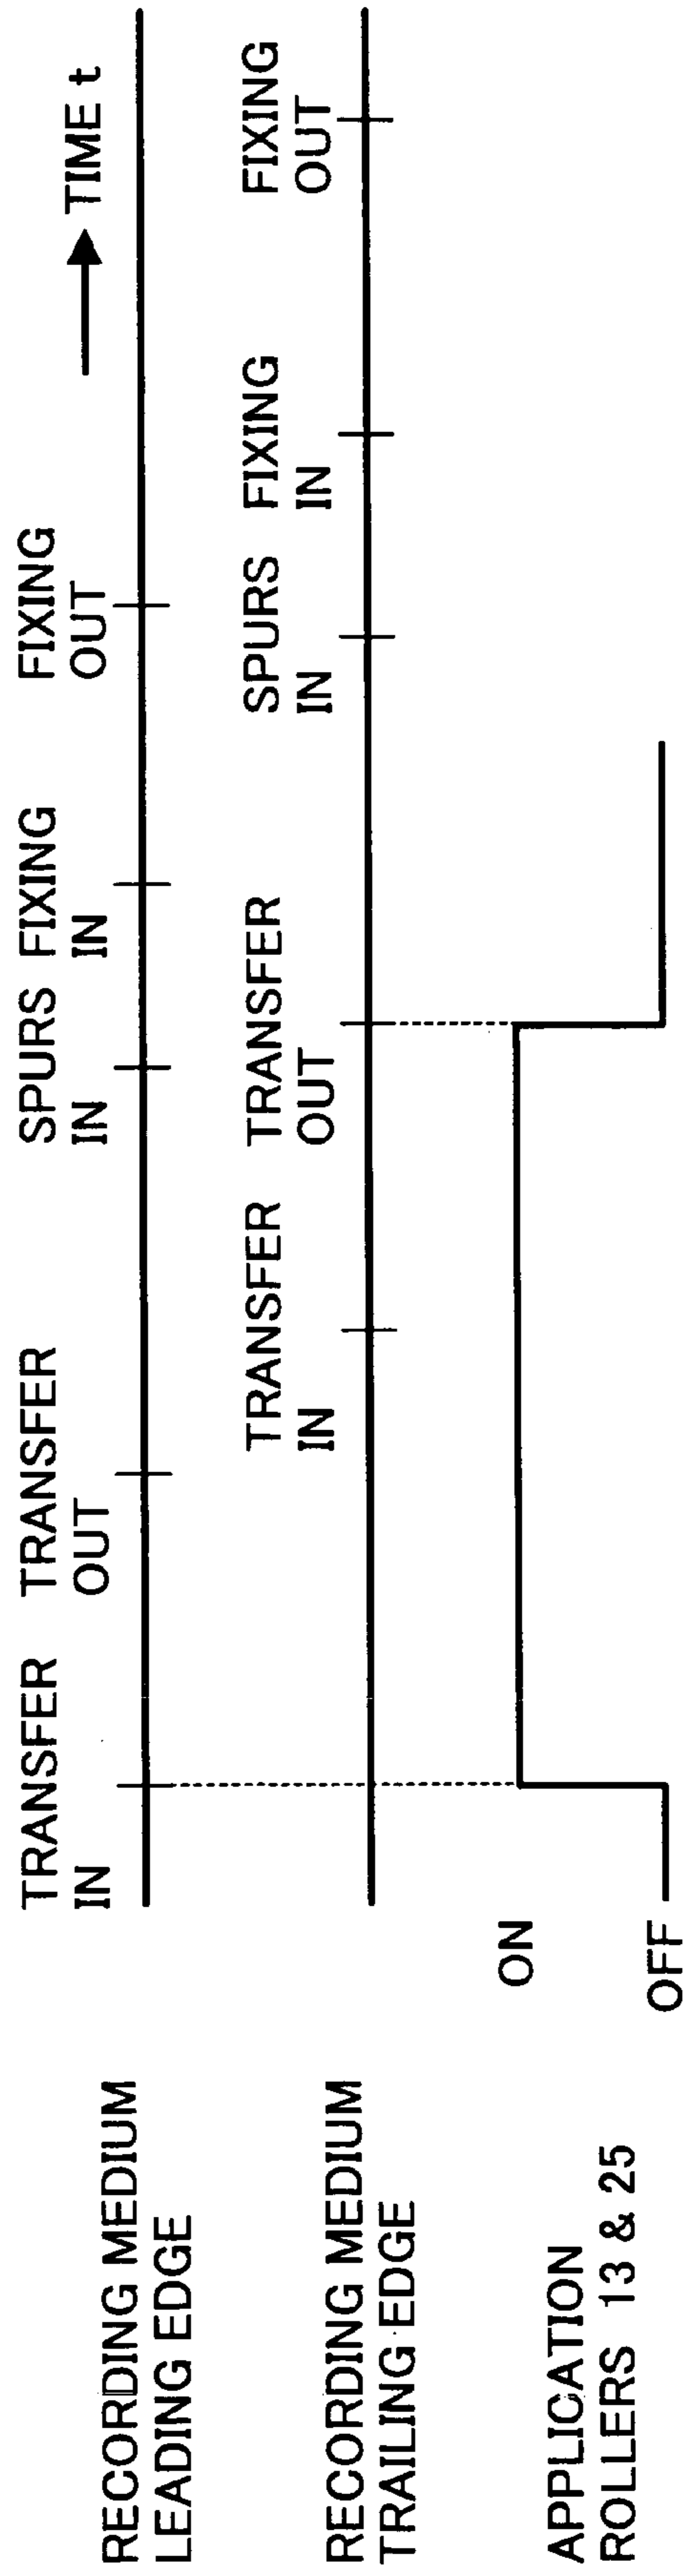 TIME t
TRANSFER TRANSFER SPURS FIXING FIXING
IN OUT IN IN OUT
RECORDING MEDIUM
LEADING EDGE
TRANSFER TRANSFER SPURS FIXING FIXING
IN OUT IN IN OUT
RECORDING MEDIUM
TRAILING EDGE
ON
OFF
APPLICATION
ROLLERS 13 & 25